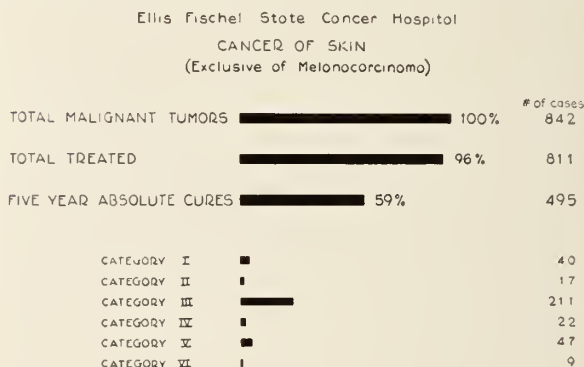 Ellis Fischel State Cancer Hospital
CANCER OF SKIN
(Exclusive of Melonocorcinomo)
# of cases
TOTAL MALIGNANT TUMORS 100% 842
TOTAL TREATED 96% 811
FIVE YEAR ABSOLUTE CURES 59% 495
CATEGORY I 40
CATEGORY II 17
CATEGORY III 211
CATEGORY IV 22
CATEGORY V 47
CATEGORY VI 9